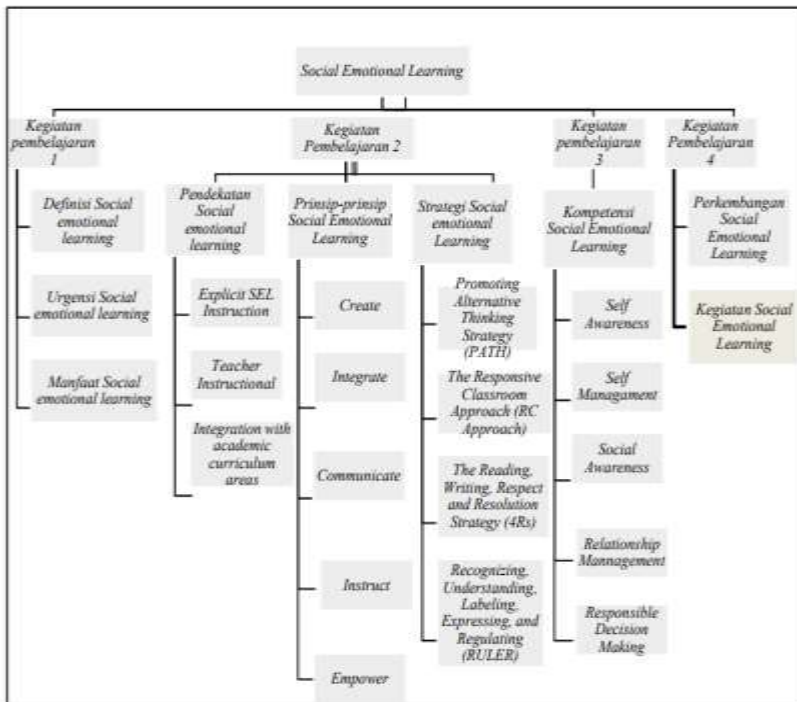 Social Emotional Learning
Kegiatan
pembelajaran
1
Definisi Social
emotional
learning
Urgensi Social
emotional learning
Manfaat Social
emotional learning
Kegiatan
Pembelajaran 2
Pendekatan
Social
emotional
learning
Explicit SEL
Instruction
Teacher
Instructional
Integration with
academic
curriculum
areas
Prinsip-prinsip
Social Emotional
Learning
Create
Integrate
Communicate
Instruct
Empower
Strategi Social
emotional
Learning
Promoting
Alternative
Thinking
Strategy
(PATH)
The Responsive
Classroom
Approach (RC
Approach)
The Reading,
Writing, Respect
and Resolution
Strategy (4Rs)
Recognizing,
Understanding,
Labeling,
Expressing, and
Regulating
(RULER)
Kegiatan
pembelajaran
3
Kompetensi
Social Emotional
Learning
Self
Awareness
Self
Managament
Social
Awareness
Relationship
Mannagement
Responsible
Decision
Making
Kegiatan
Pembelajaran
4
Perkembangan
Social
Emotional
Learning
Kegiatan Social
Emotional
Learning